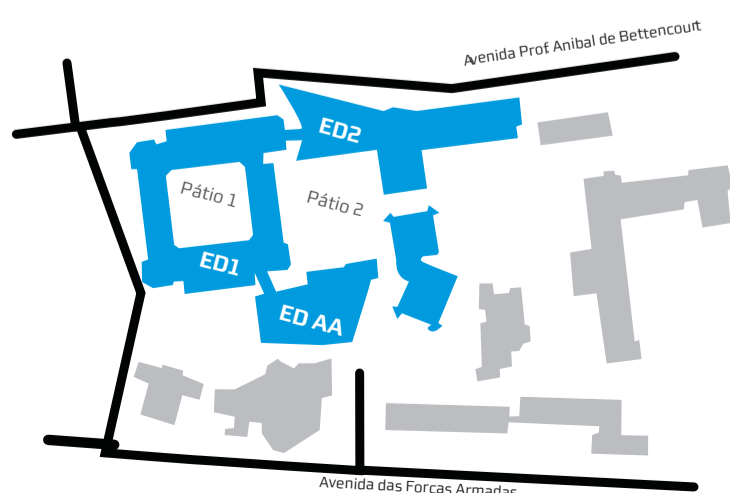 Avenida Prof. Anibal de Bettencourt
ED2
Pátio 1
Pátio 2
ED1
ED AA
Avenida das Forças Armadas